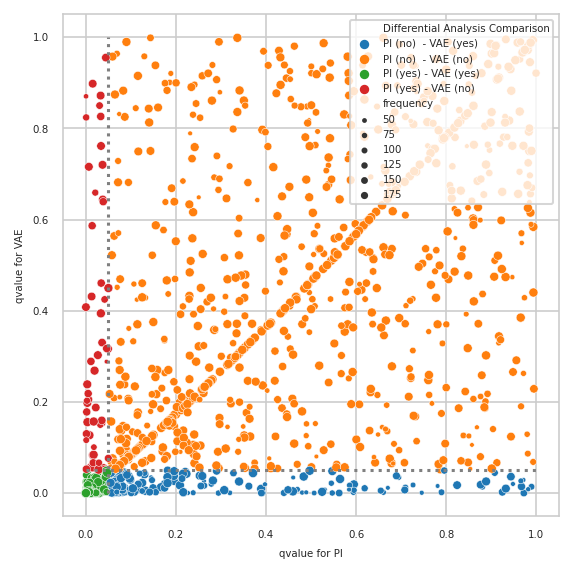 Differential Analysis Comparison
PI (no)  - VAE (yes)
PI (no)  - VAE (no)
PI (yes) - VAE (yes)
PI (yes) - VAE (no)
frequency
50
75
100
125
150
175
1.0
0.8
0.6
0.4
0.2
0.0
qvalue for VAE
0.0 0.2 0.4 0.6 0.8 1.0
qvalue for PI